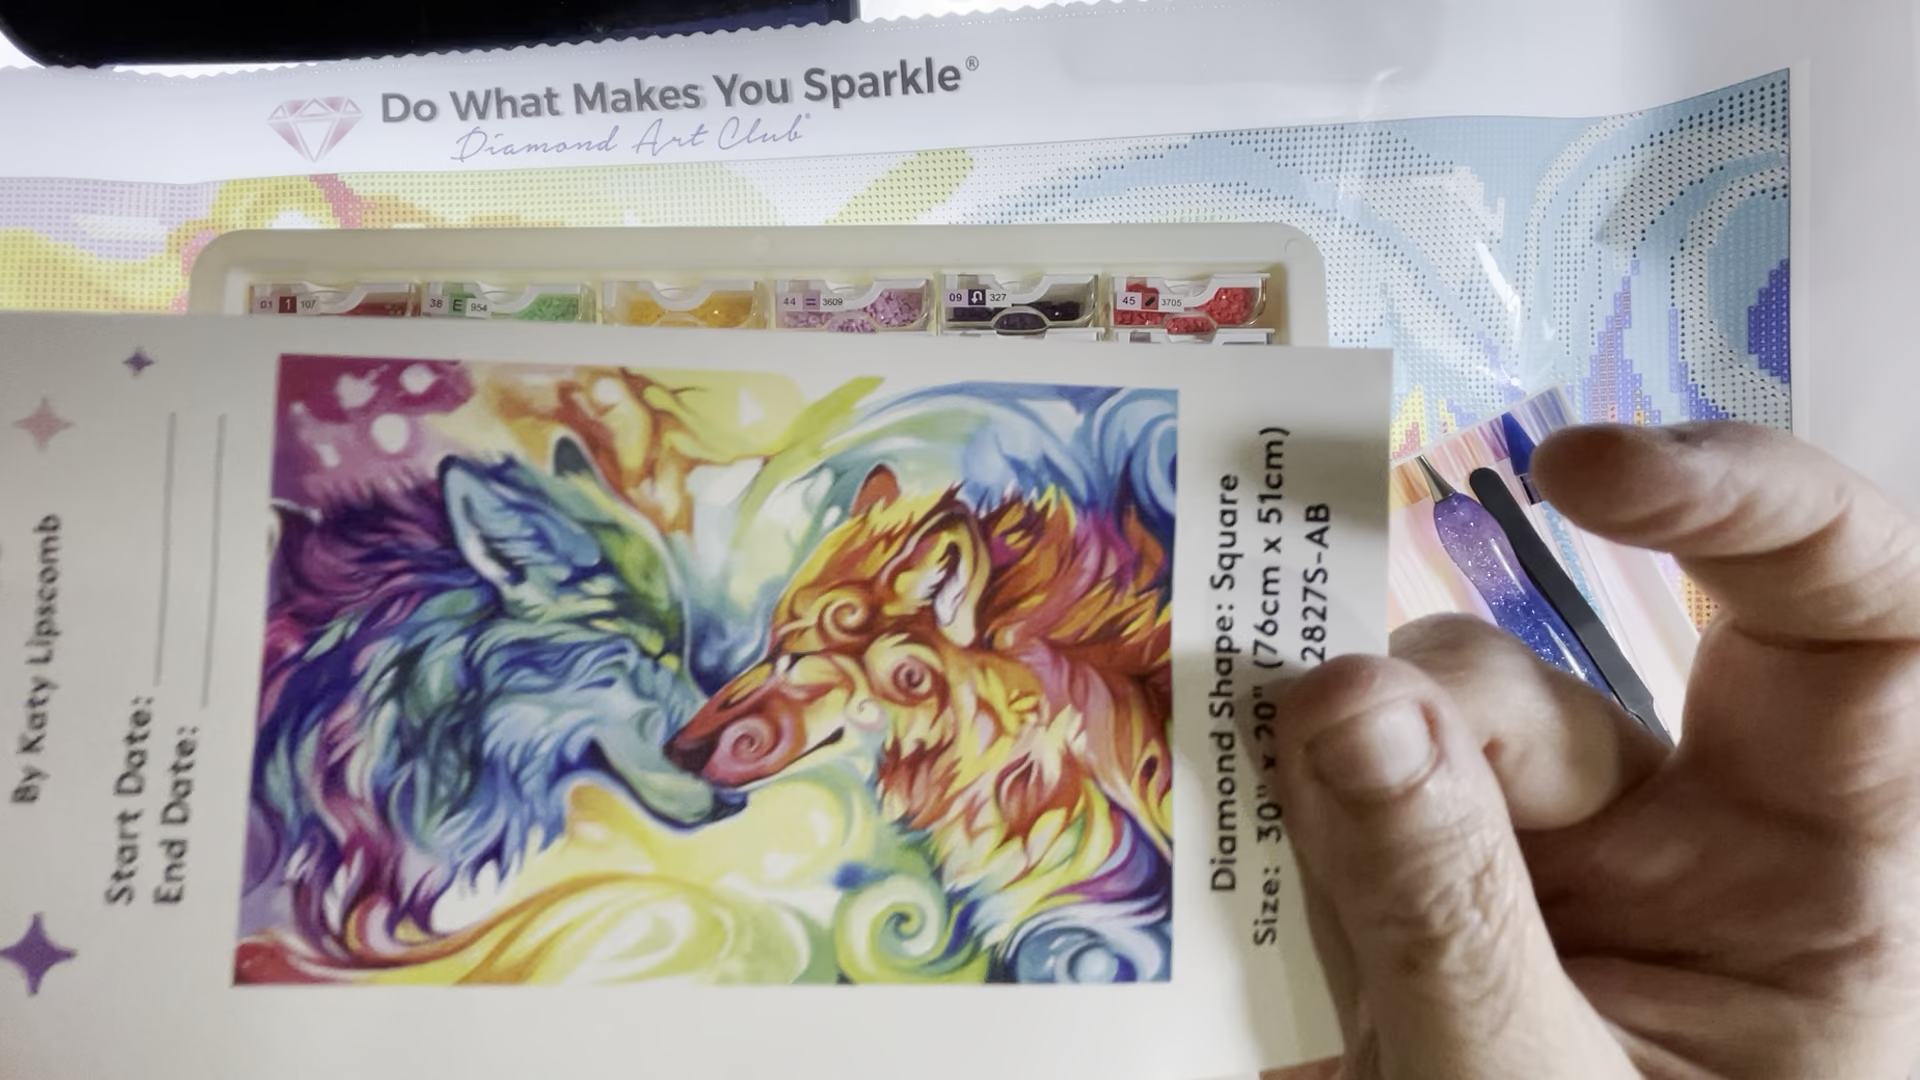 Do What Makes You Sparkle®
Diamond Art Club®
01 1 107
38 E 954
44 = 3609
09 327
45 3705
By Katy Lipscomb
Start Date:
End Date:
Diamond Shape: Square
Size: 30" x 20" (76cm x 51cm)
2827S-AB